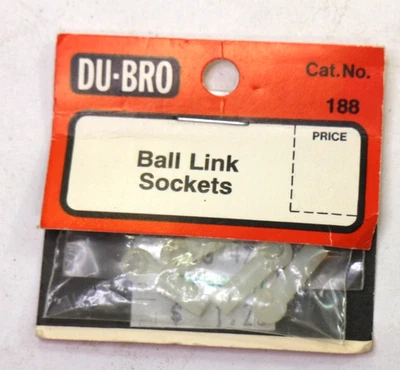 DU-BRO
Cat.No.
188
PRICE
Ball Link
Sockets